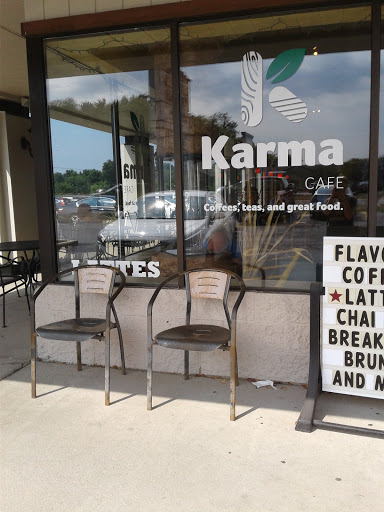 Karma
CAFE
Coffees, teas, and great food.
FLAVO
COFF
★LATT
CHAI
BREAK
BRUN
AND M